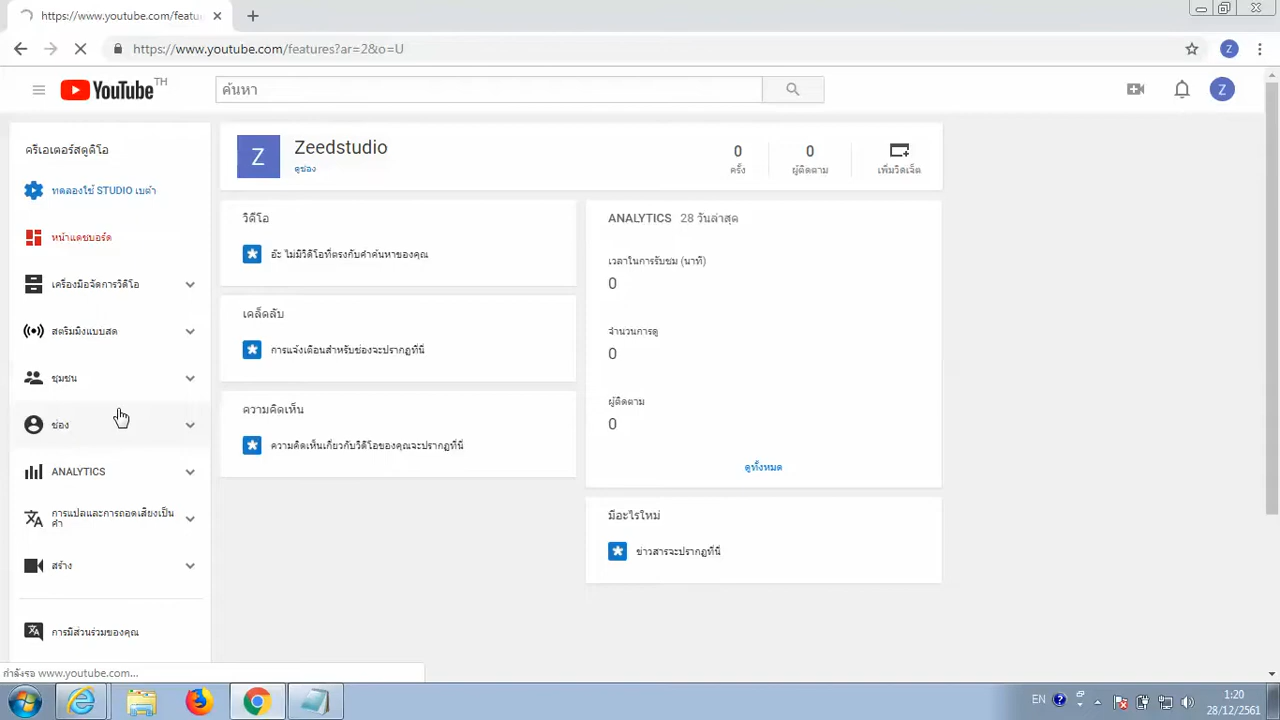 https://www.youtube.com/featu
https://www.youtube.com/features?ar=2&o=U
Z
YouTube TH
ค้นหา
Z
ครีเอเตอร์สตูดิโอ
ทดลองใช้ STUDIO เบต้า
หน้าแดชบอร์ด
เครื่องมือจัดการวิดีโอ
สตรีมมิงแบบสด
ชุมชน
ช่อง
ANALYTICS
การแปลและการถอดเสียงเป็น
คำ
สร้าง
การมีส่วนร่วมของคุณ
Z
Zeedstudio
ดูช่อง
0
ครั้ง
0
ผู้ติดตาม
เพิ่มวิดเจ็ต
วิดีโอ
อ๊ะ ไม่มีวิดีโอที่ตรงกับคำค้นหาของคุณ
เคล็ดลับ
การแจ้งเตือนสำหรับช่องจะปรากฏที่นี่
ความคิดเห็น
ความคิดเห็นเกี่ยวกับวิดีโอของคุณจะปรากฏที่นี่
ANALYTICS 28 วันล่าสุด
เวลาในการรับชม (นาที)
0
จำนวนการดู
0
ผู้ติดตาม
0
ดูทั้งหมด
มีอะไรใหม่
ข่าวสารจะปรากฏที่นี่
กำลังรอ www.youtube.com...
EN
1:20
28/12/2561